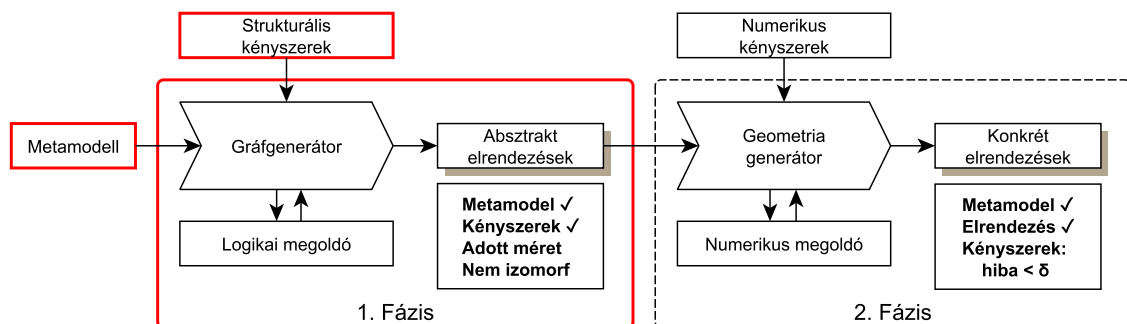 Strukturális
kényszerek
Numerikus
kényszerek
Metamodell
Gráfgenerátor
Absztrakt
elrendezések
Geometria
generátor
Konkrét
elrendezések
Logikai megoldó
Metamodel ✓
Kényszerek ✓
Adott méret
Nem izomorf
Numerikus megoldó
Metamodel ✓
Elrendezés ✓
Kényszerek:
hiba < δ
1. Fázis
2. Fázis